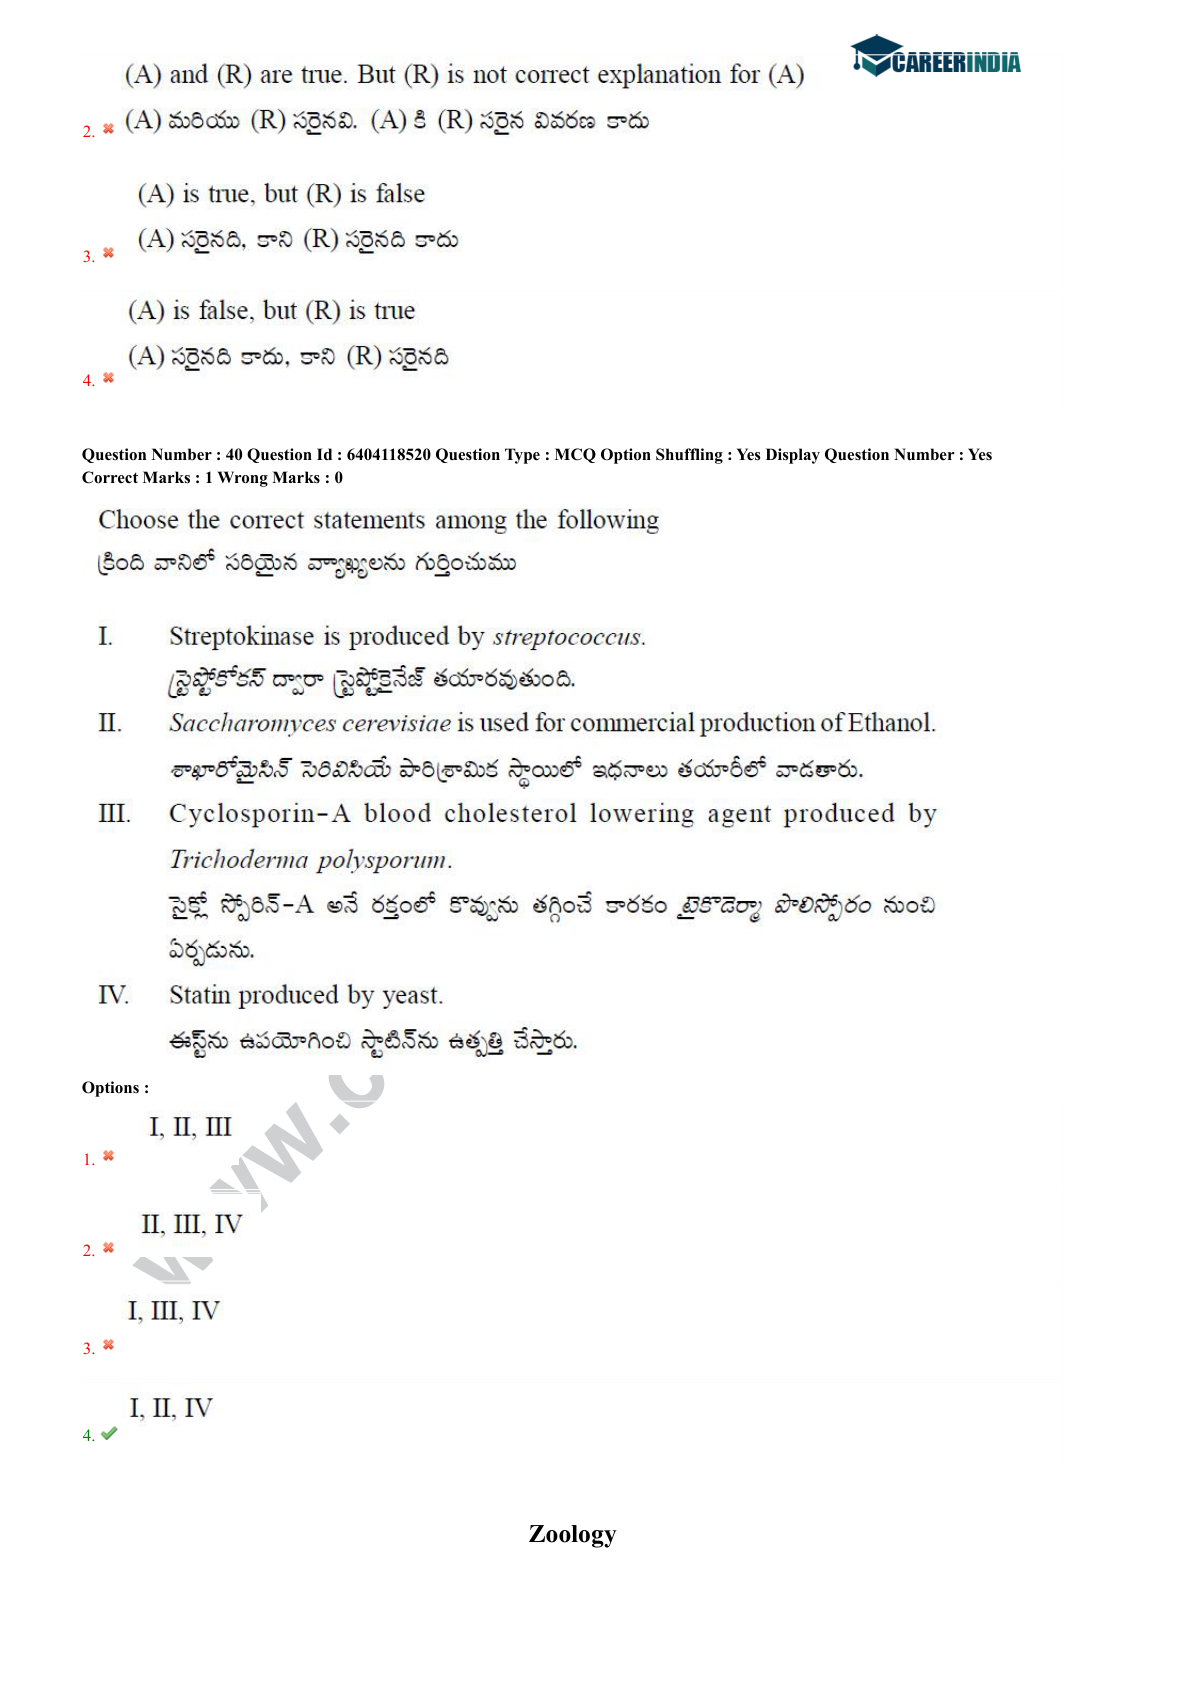 CAREERINDIA
(A) and (R) are true. But (R) is not correct explanation for (A)
(A) మరియు (R) సరైనవి. (A) కి (R) సరైన వివరణ కాదు
2.
(A) is true, but (R) is false
(A) సరైనది, కాని (R) సరైనది కాదు
3.
(A) is false, but (R) is true
(A) సరైనది కాదు, కాని (R) సరైనది
4.
Question Number : 40 Question Id : 6404118520 Question Type : MCQ Option Shuffling : Yes Display Question Number : Yes
Correct Marks : 1 Wrong Marks : 0
Choose the correct statements among the following
క్రింది వానిలో సరియైన వ్యాఖ్యలను గుర్తించుము
I. Streptokinase is produced by streptococcus.
స్ట్రెప్టోకోకస్ ద్వారా స్ట్రెప్టోకైనేజ్ తయారవుతుంది.
II. Saccharomyces cerevisiae is used for commercial production of Ethanol.
శాఖారోమైసిన్ సెరివిసియే పారిశ్రామిక స్థాయిలో ఇథనాలు తయారీలో వాడతారు.
III. Cyclosporin-A blood cholesterol lowering agent produced by
Trichoderma polysporum.
సైక్లో స్పోరిన్-A అనే రక్తంలో కొవ్వును తగ్గించే కారకం ట్రైకొడెర్మా పొలిస్పోరం నుంచి
ఏర్పడును.
IV. Statin produced by yeast.
ఈస్ట్‌ను ఉపయోగించి స్టాటిన్‌ను ఉత్పత్తి చేస్తారు.
Options :
I, II, III
1.
II, III, IV
2.
I, III, IV
3.
I, II, IV
4.
Zoology